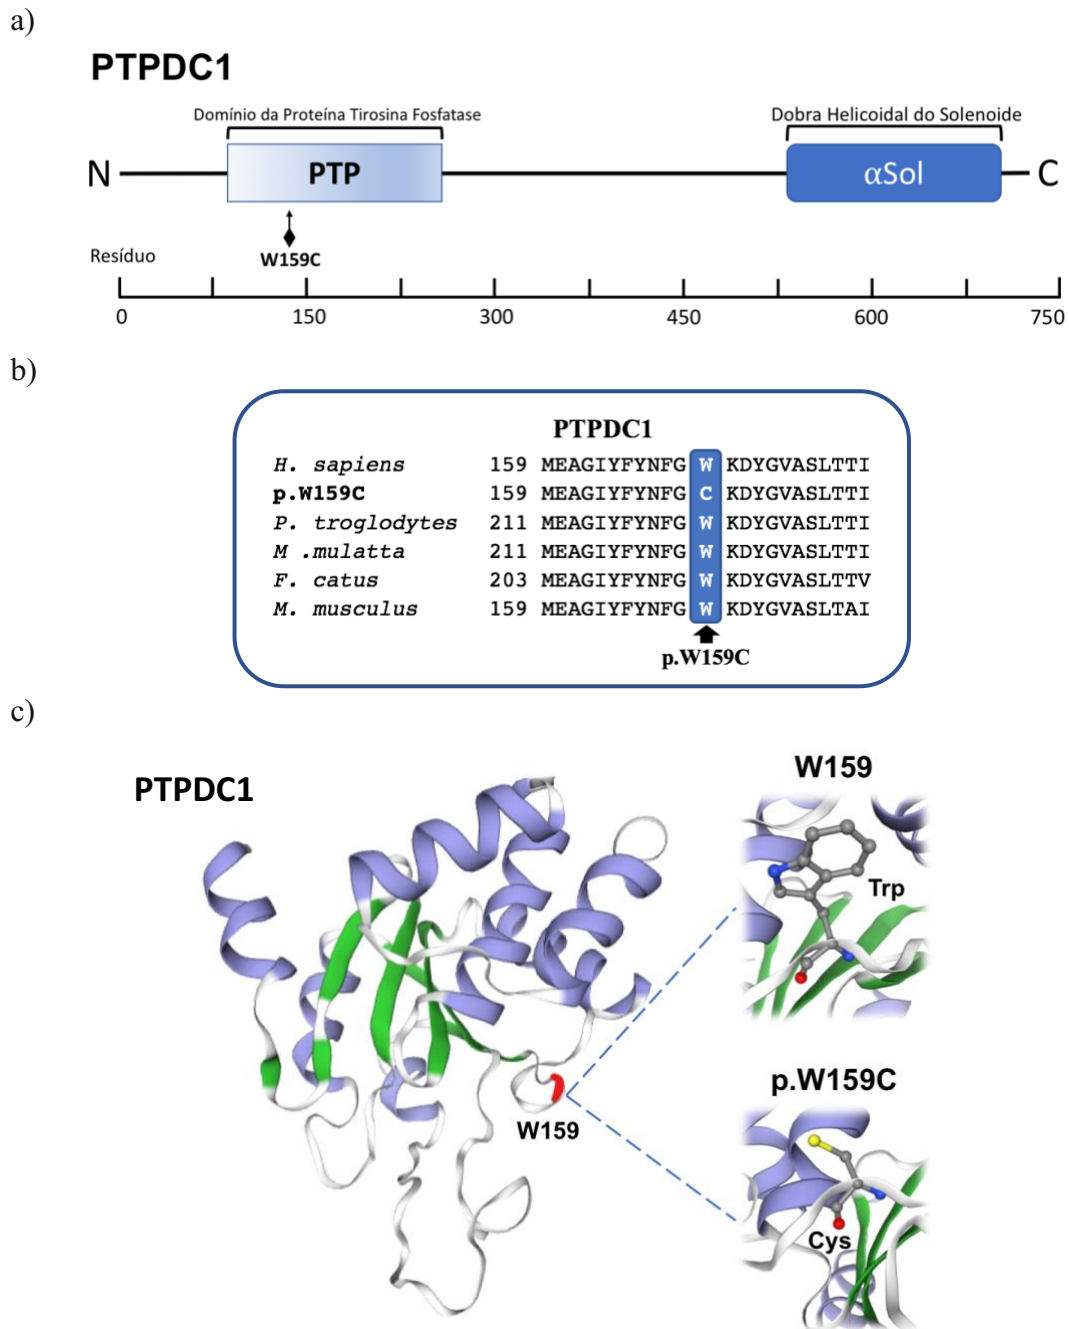 a)
PTPDC1
Domínio da Proteína Tirosina Fosfatase
Dobra Helicoidal do Solenoide
N PTP αSol C
W159C
Resíduo
0 150 300 450 600 750
b)
PTPDC1
H. sapiens 159 MEAGIYFYNFG W KDYGVASLTTI
p.W159C 159 MEAGIYFYNFG C KDYGVASLTTI
P. troglodytes 211 MEAGIYFYNFG W KDYGVASLTTI
M .mulatta 211 MEAGIYFYNFG W KDYGVASLTTI
F. catus 203 MEAGIYFYNFG W KDYGVASLTTV
M. musculus 159 MEAGIYFYNFG W KDYGVASLTAI
p.W159C
c)
PTPDC1
W159
Trp
W159
p.W159C
Cys